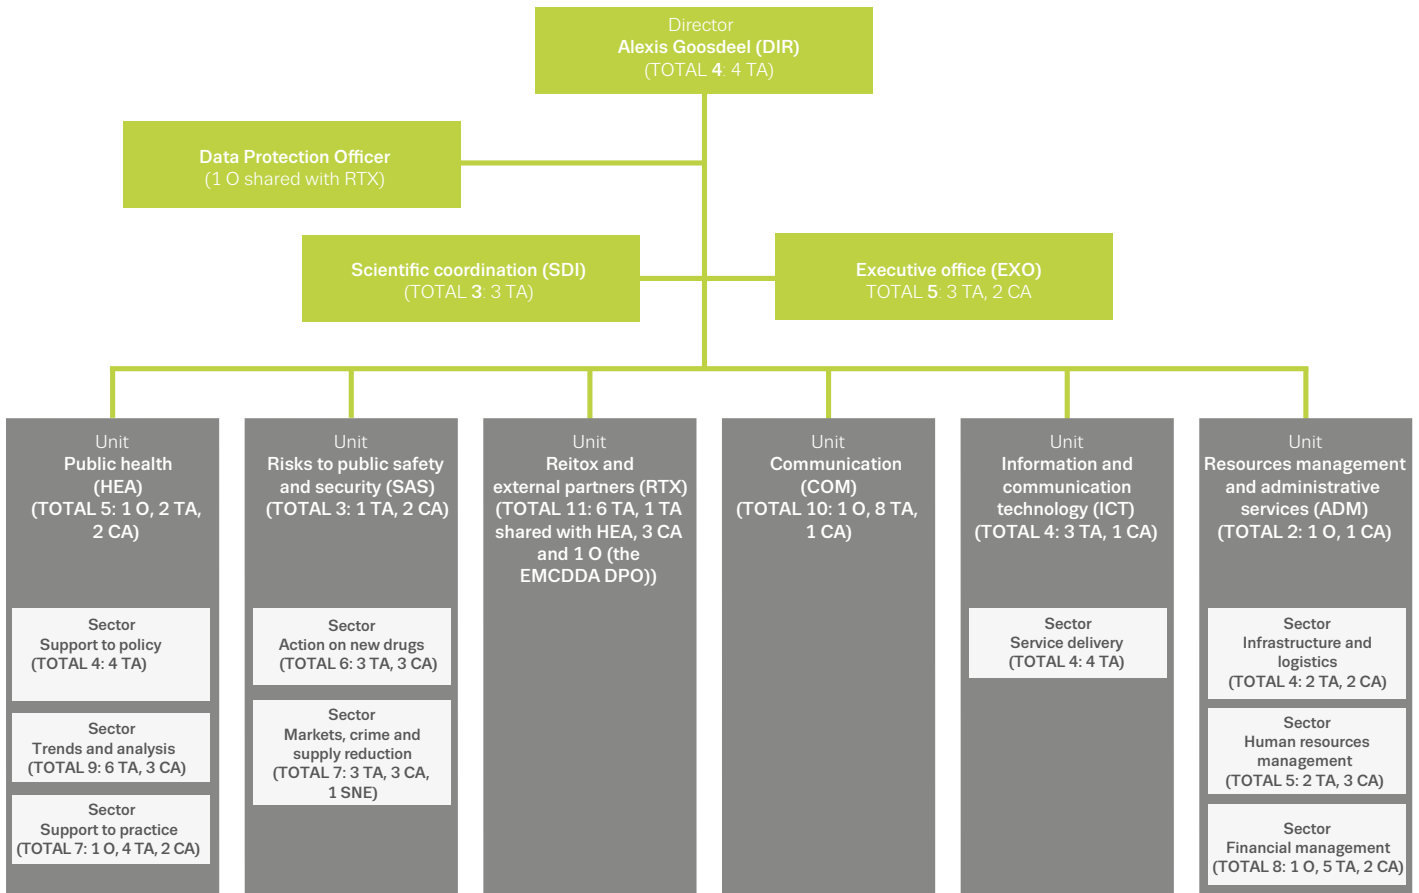 Director
Alexis Goosdeel (DIR)
(TOTAL 4: 4 TA)
Data Protection Officer
(1 O shared with RTX)
Scientific coordination (SDI)
(TOTAL 3: 3 TA)
Executive office (EXO)
TOTAL 5: 3 TA, 2 CA
Unit
Public health
(HEA)
(TOTAL 5: 1 O, 2 TA,
2 CA)
Sector
Support to policy
(TOTAL 4: 4 TA)
Sector
Trends and analysis
(TOTAL 9: 6 TA, 3 CA)
Sector
Support to practice
(TOTAL 7: 1 O, 4 TA, 2 CA)
Unit
Risks to public safety
and security (SAS)
(TOTAL 3: 1 TA, 2 CA)
Sector
Action on new drugs
(TOTAL 6: 3 TA, 3 CA)
Sector
Markets, crime and
supply reduction
(TOTAL 7: 3 TA, 3 CA,
1 SNE)
Unit
Reitox and
external partners (RTX)
(TOTAL 11: 6 TA, 1 TA
shared with HEA, 3 CA
and 1 O (the
EMCDDA DPO))
Unit
Communication
(COM)
(TOTAL 10: 1 O, 8 TA,
1 CA)
Unit
Information and
communication
technology (ICT)
(TOTAL 4: 3 TA, 1 CA)
Sector
Service delivery
(TOTAL 4: 4 TA)
Unit
Resources management
and administrative
services (ADM)
(TOTAL 2: 1 O, 1 CA)
Sector
Infrastructure and
logistics
(TOTAL 4: 2 TA, 2 CA)
Sector
Human resources
management
(TOTAL 5: 2 TA, 3 CA)
Sector
Financial management
(TOTAL 8: 1 O, 5 TA, 2 CA)